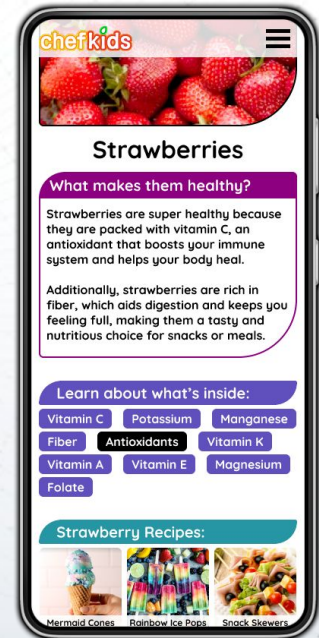 chefkids
Strawberries
What makes them healthy?
Strawberries are super healthy because
they are packed with vitamin C, an
antioxidant that boosts your immune
system and helps your body heal.
Additionally, strawberries are rich in
fiber, which aids digestion and keeps you
feeling full, making them a tasty and
nutritious choice for snacks or meals.
Learn about what's inside:
Vitamin C Potassium Manganese
Fiber Antioxidants Vitamin K
Vitamin A Vitamin E Magnesium
Folate
Strawberry Recipes:
Mermaid Cones Rainbow Ice Pops Snack Skewers